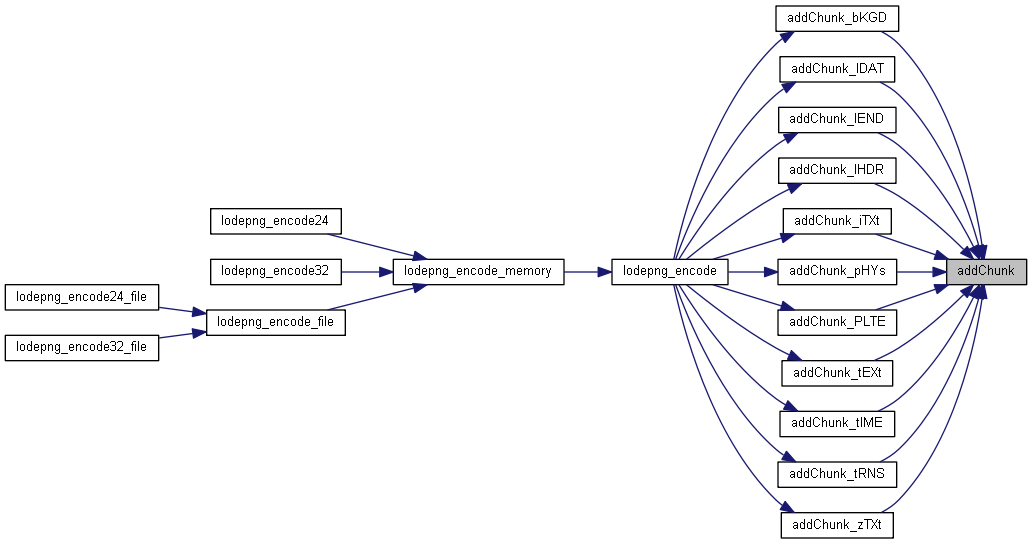 addChunk_bKGD
addChunk_IDAT
addChunk_IEND
addChunk_IHDR
lodepng_encode24
addChunk_iTXt
lodepng_encode32
lodepng_encode_memory
lodepng_encode
addChunk_pHYs
addChunk
lodepng_encode24_file
lodepng_encode_file
addChunk_PLTE
lodepng_encode32_file
addChunk_tEXt
addChunk_tIME
addChunk_tRNS
addChunk_zTXt